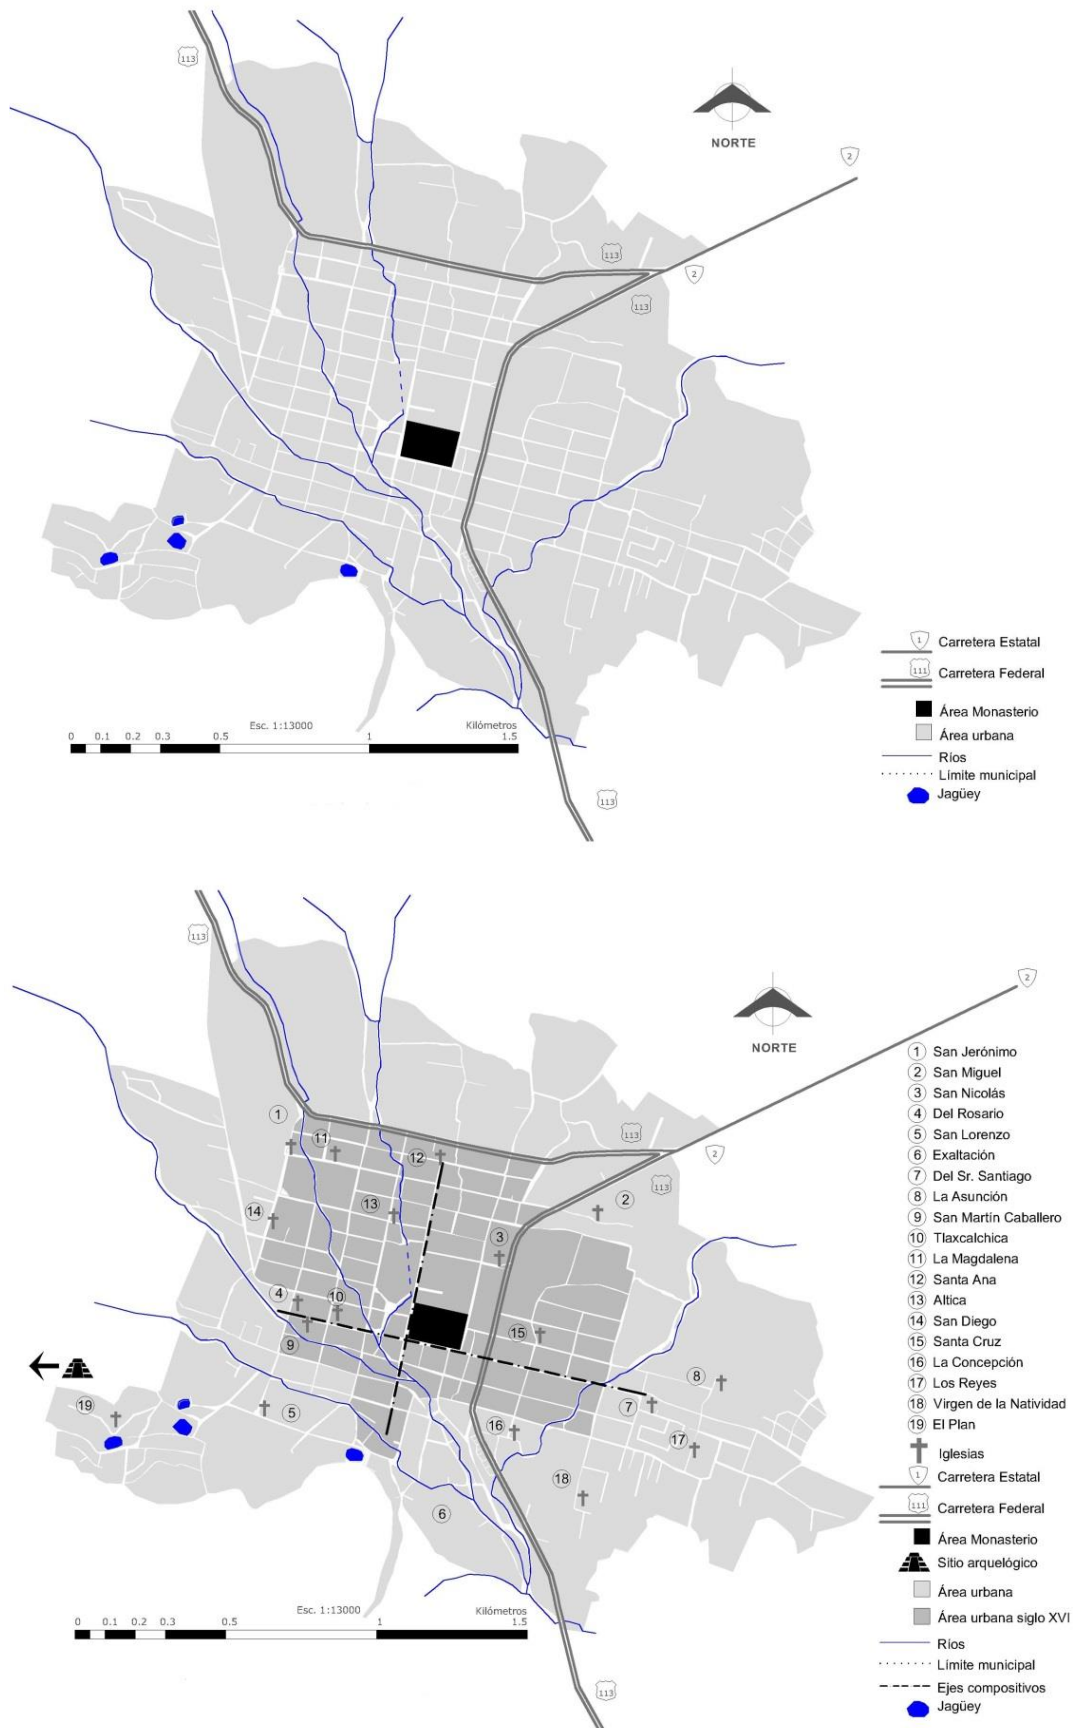 113
NORTE
2
113
2
113
1 Carretera Estatal
111 Carretera Federal
Área Monasterio
Área urbana
Ríos
Límite municipal
Jagüey
Esc. 1:13000 Kilómetros
0 0.1 0.2 0.3 0.5 1 1.5
113
113
NORTE
2
113
2
113
1
11
12
2
13
14
3
4
10
15
9
8
7
19
5
16
17
18
6
1 San Jerónimo
2 San Miguel
3 San Nicolás
4 Del Rosario
5 San Lorenzo
6 Exaltación
7 Del Sr. Santiago
8 La Asunción
9 San Martín Caballero
10 Tlaxcalchica
11 La Magdalena
12 Santa Ana
13 Altica
14 San Diego
15 Santa Cruz
16 La Concepción
17 Los Reyes
18 Virgen de la Natividad
19 El Plan
Iglesias
1 Carretera Estatal
111 Carretera Federal
Área Monasterio
Sitio arquelógico
Área urbana
Área urbana siglo XVI
Ríos
Límite municipal
Ejes compositivos
Jagüey
Esc. 1:13000 Kilómetros
0 0.1 0.2 0.3 0.5 1 1.5
113